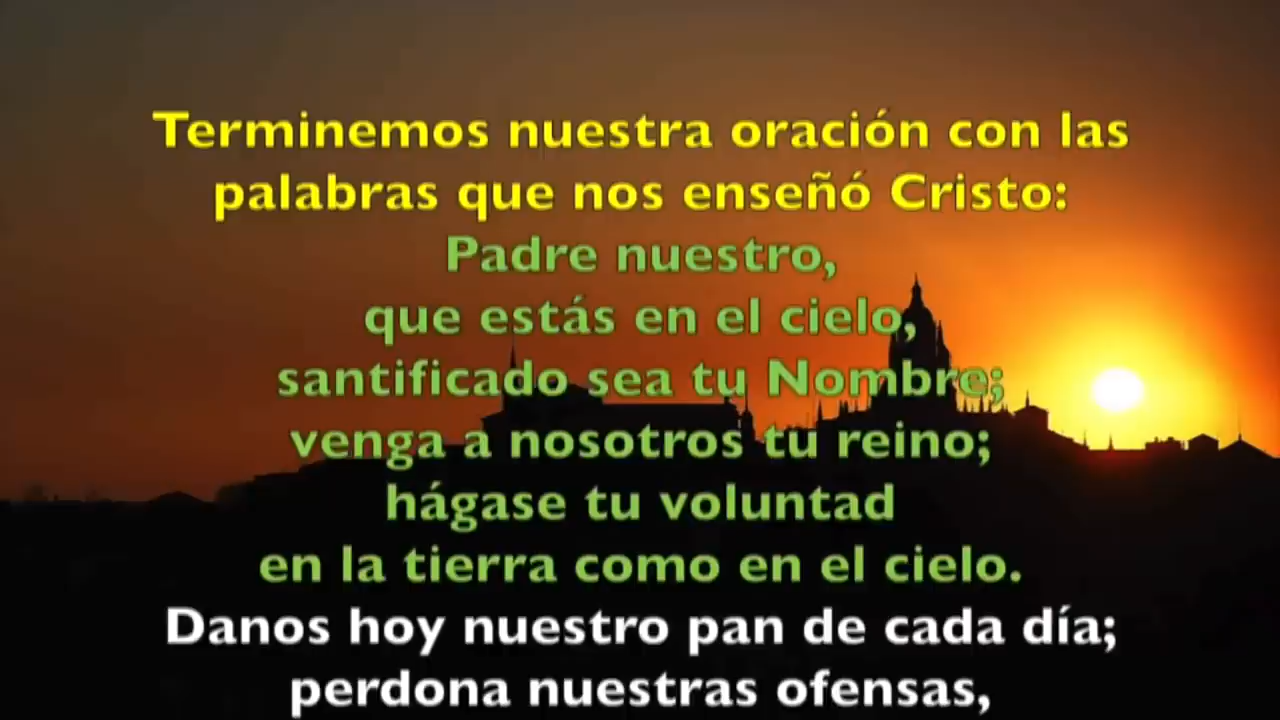 Terminemos nuestra oración con las
palabras que nos enseñó Cristo:
Padre nuestro,
que estás en el cielo,
santificado sea tu Nombre;
venga a nosotros tu reino;
hágase tu voluntad
en la tierra como en el cielo.
Danos hoy nuestro pan de cada día;
perdona nuestras ofensas,